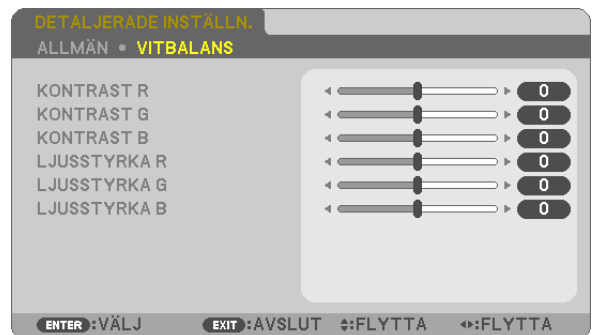 DETALJERADE INSTÄLLN.
ALLMÄN • VITBALANS
KONTRAST R 0
KONTRAST G 0
KONTRAST B 0
LJUSSTYRKA R 0
LJUSSTYRKA G 0
LJUSSTYRKA B 0
ENTER :VÄLJ EXIT :AVSLUT :FLYTTA :FLYTTA